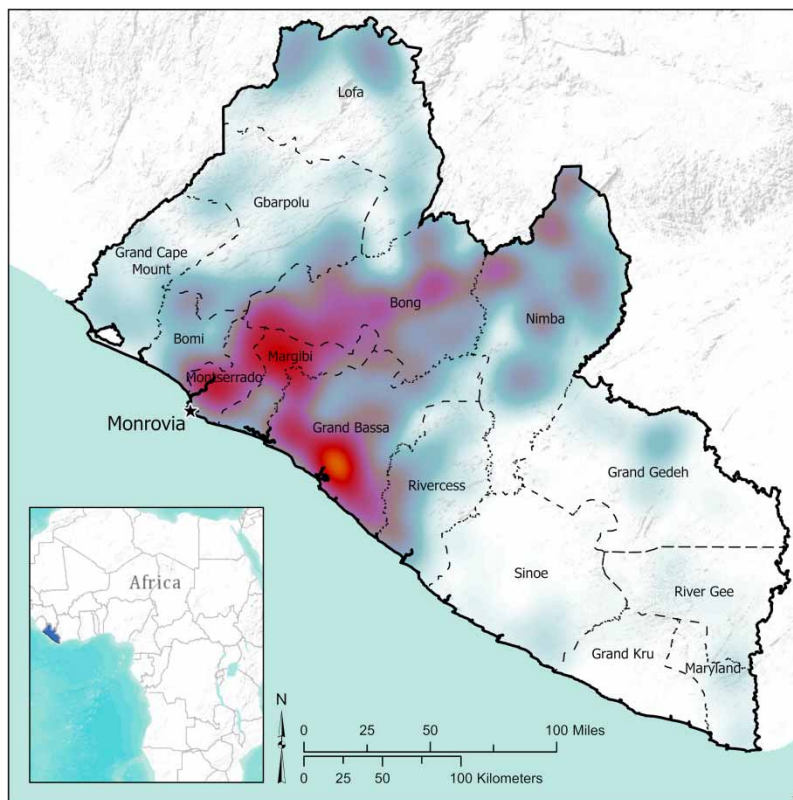 Lofa
Gbarpolu
Grand Cape
Mount
Bong
Nimba
Bomi
Margibi
Montserrado
Monrovia
Grand Bassa
Grand Gedeh
Rivercess
Sinoe
River Gee
Grand Kru
Maryland
Africa
N
0 25 50 100 Miles
0 25 50 100 Kilometers